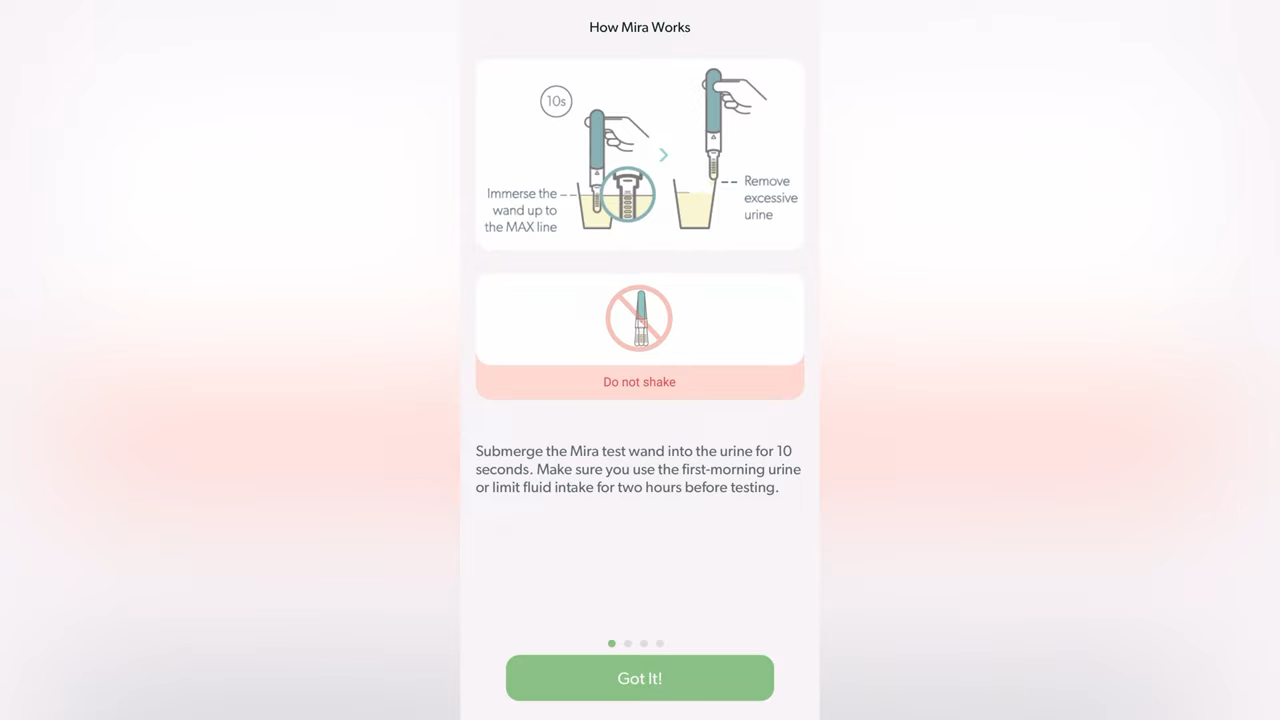 How Mira Works
10s
Immerse the
wand up to
the MAX line
Remove
excessive
urine
Do not shake
Submerge the Mira test wand into the urine for 10
seconds. Make sure you use the first-morning urine
or limit fluid intake for two hours before testing.
Got It!